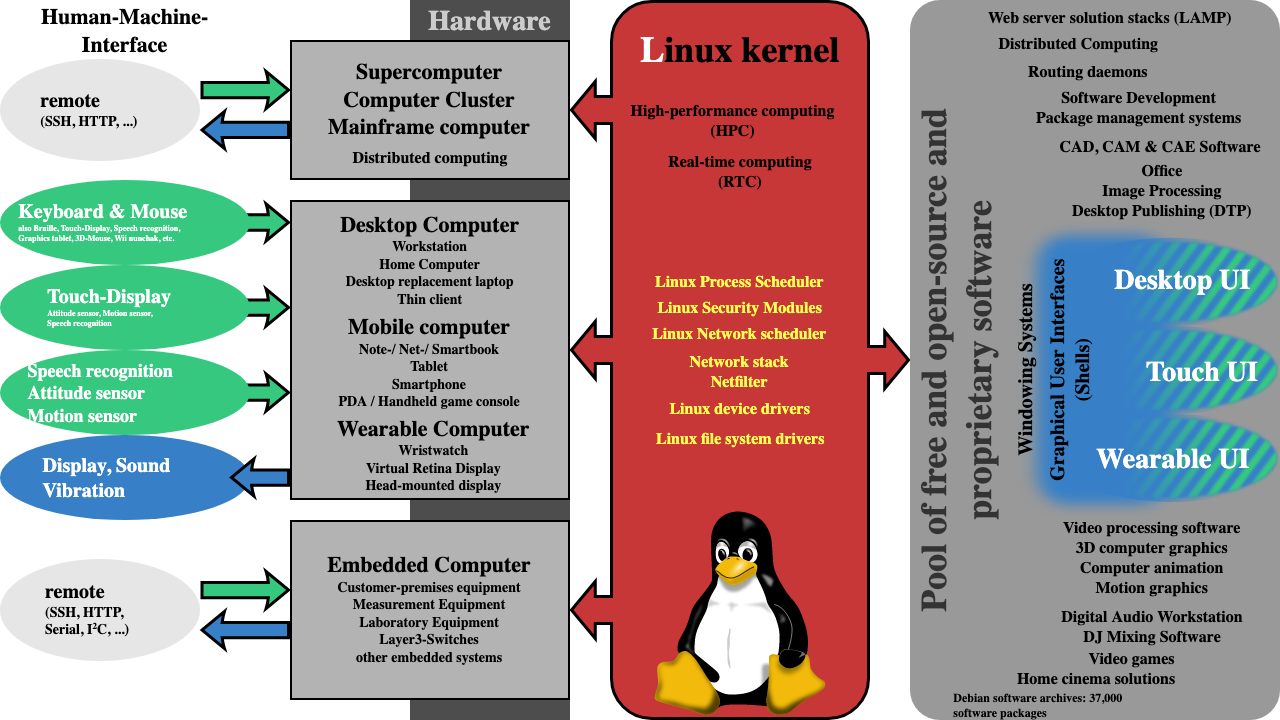 Human-Machine-
Interface
remote
(SSH, HTTP, ...)
Keyboard & Mouse
also Braille, Touch-Display, Speech recognition,
Graphics tablet, 3D-Mouse, Wii nunchak, etc.
Touch-Display
Attitude sensor, Motion sensor,
Speech recognition
Speech recognition
Attitude sensor
Motion sensor
Display, Sound
Vibration
remote
(SSH, HTTP,
Serial, I²C, ...)
Hardware
Supercomputer
Computer Cluster
Mainframe computer
Distributed computing
Desktop Computer
Workstation
Home Computer
Desktop replacement laptop
Thin client
Mobile computer
Note-/ Net-/ Smartbook
Tablet
Smartphone
PDA / Handheld game console
Wearable Computer
Wristwatch
Virtual Retina Display
Head-mounted display
Embedded Computer
Customer-premises equipment
Measurement Equipment
Laboratory Equipment
Layer3-Switches
other embedded systems
Linux kernel
High-performance computing
(HPC)
Real-time computing
(RTC)
Linux Process Scheduler
Linux Security Modules
Linux Network scheduler
Network stack
Netfilter
Linux device drivers
Linux file system drivers
Pool of free and open-source and
proprietary software
Web server solution stacks (LAMP)
Distributed Computing
Routing daemons
Software Development
Package management systems
CAD, CAM & CAE Software
Office
Image Processing
Desktop Publishing (DTP)
Windowing Systems
Graphical User Interfaces
(Shells)
Desktop UI
Touch UI
Wearable UI
Video processing software
3D computer graphics
Computer animation
Motion graphics
Digital Audio Workstation
DJ Mixing Software
Video games
Home cinema solutions
Debian software archives: 37,000
software packages